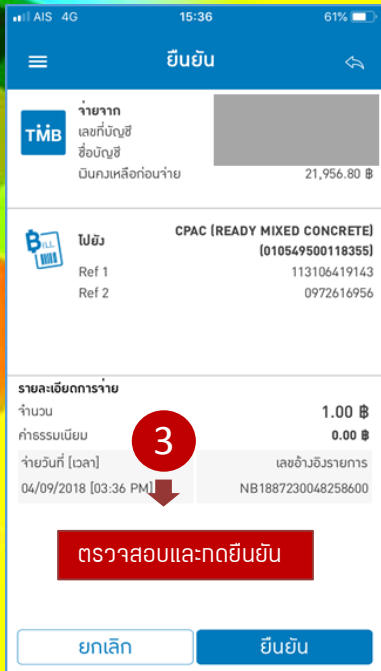 AIS 4G 15:36 61%
ยืนยัน
TMB
จ่ายจาก
เลขที่บัญชี
ชื่อบัญชี
เงินคงเหลือก่อนจ่าย 21,956.80 ฿
BILL
ไปยัง CPAC (READY MIXED CONCRETE)
(010549500118355)
Ref 1 113106419143
Ref 2 0972616956
รายละเอียดการจ่าย
จำนวน 1.00 ฿
ค่าธรรมเนียม 0.00 ฿
3
จ่ายวันที่ [เวลา] เลขอ้างอิงรายการ
04/09/2018 [03:36 PM] NB1887230048258600
ตรวจสอบและกดยืนยัน
ยกเลิก ยืนยัน